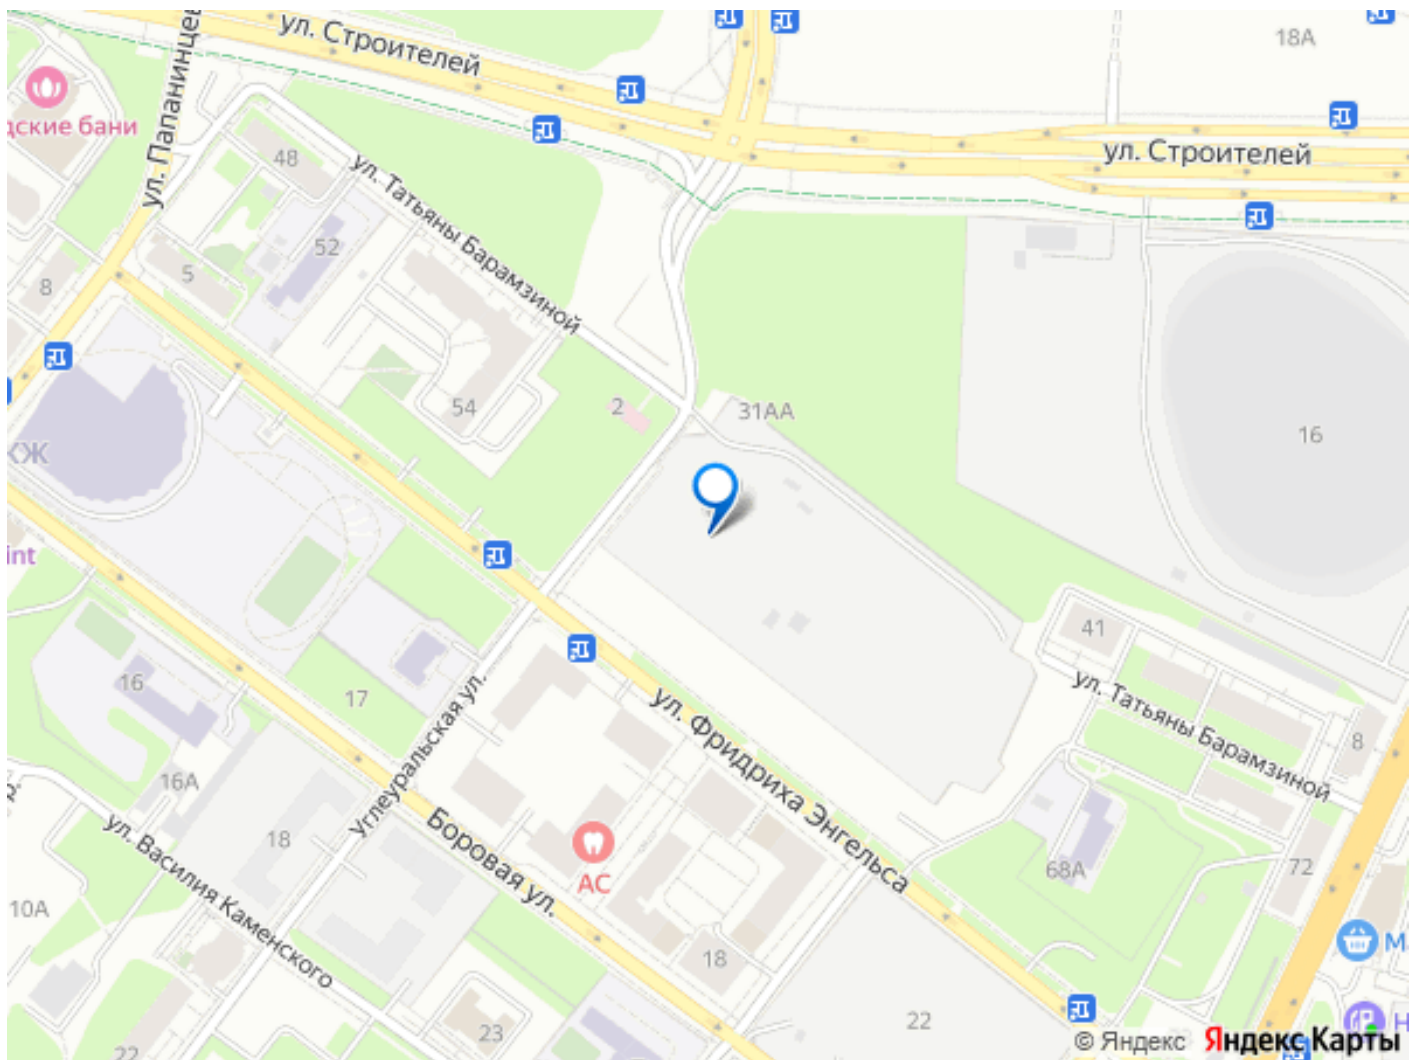 ул. Строителей
18А
ул. Папанинцев
дские бани
48
ул. Строителей
ул. Татьяны Барамзиной
52
5
8
2
54
31АА
16
КЖ
int
41
16
17
ул. Татьяны Барамзиной
ул. Фридриха Энгельса
Углеуральская ул.
8
16А
Боровая ул.
18
ул. Василия Каменского
АС
68А
72
10А
18
М
22
23
22
Н
© Яндекс Яндекс Карты